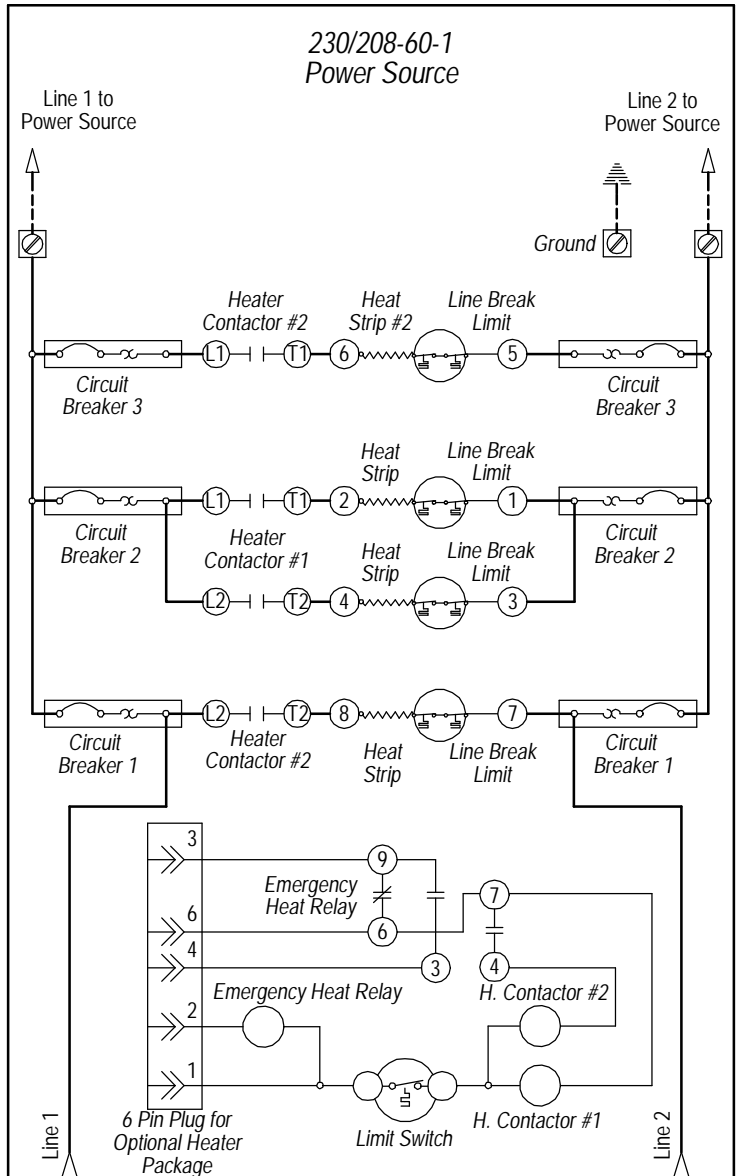 230/208-60-1
Power Source
Line 1 to
Power Source
Line 2 to
Power Source
Ground
Heater
Contactor #2
Heat
Strip #2
Line Break
Limit
L1
T1
6
5
Circuit
Breaker 3
Circuit
Breaker 3
Heat
Strip
Line Break
Limit
L1
T1
2
1
Circuit
Breaker 2
Heater
Contactor #1
Heat
Strip
Line Break
Limit
Circuit
Breaker 2
L2
T2
4
3
L2
T2
8
7
Circuit
Breaker 1
Heater
Contactor #2
Heat
Strip
Line Break
Limit
Circuit
Breaker 1
3
9
Emergency
Heat Relay
7
6
6
4
3
4
Emergency Heat Relay
H. Contactor #2
2
1
6 Pin Plug for
Optional Heater
Package
Limit Switch
H. Contactor #1
Line 1
Line 2